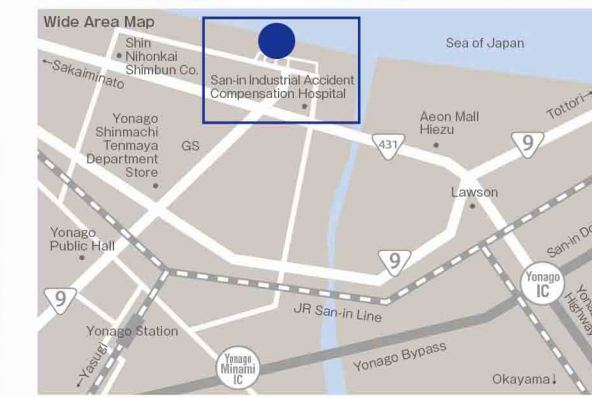 Wide Area Map
Shin
Nihonkai
Shimbun Co.
Sea of Japan
←Sakaiminato
San-in Industrial Accident
Compensation Hospital
Tottori→
Yonago
Shinmachi
Tenmaya
Department
Store
GS
Aeon Mall
Hiezu
431
9
Lawson
Yonago
Public Hall
9
San-in Do
Yonago
IC
9
JR San-in Line
Yona
Highway
Yonago Station
Yonago Bypass
←Yasugi
Yonago
Minami
IC
Okayama↓